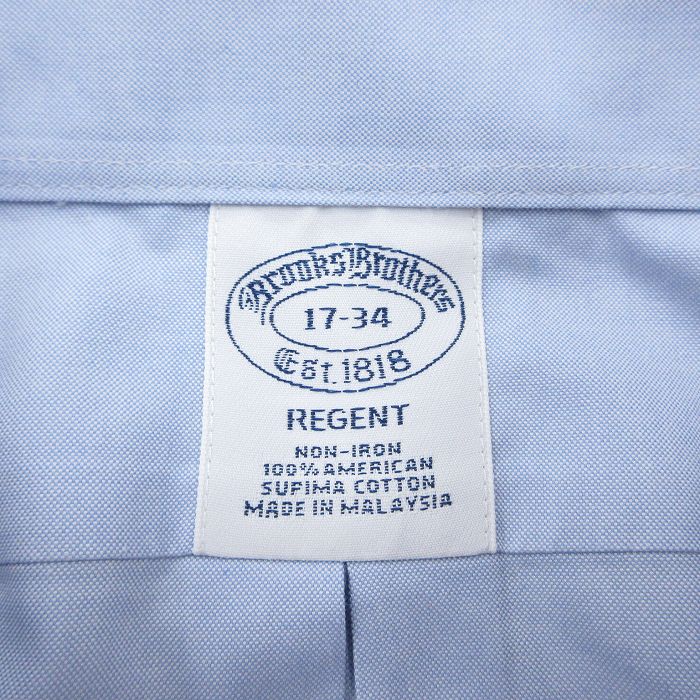 Brooks Brothers
17-34
Est. 1818
REGENT
NON-IRON
100% AMERICAN
SUPIMA COTTON
MADE IN MALAYSIA